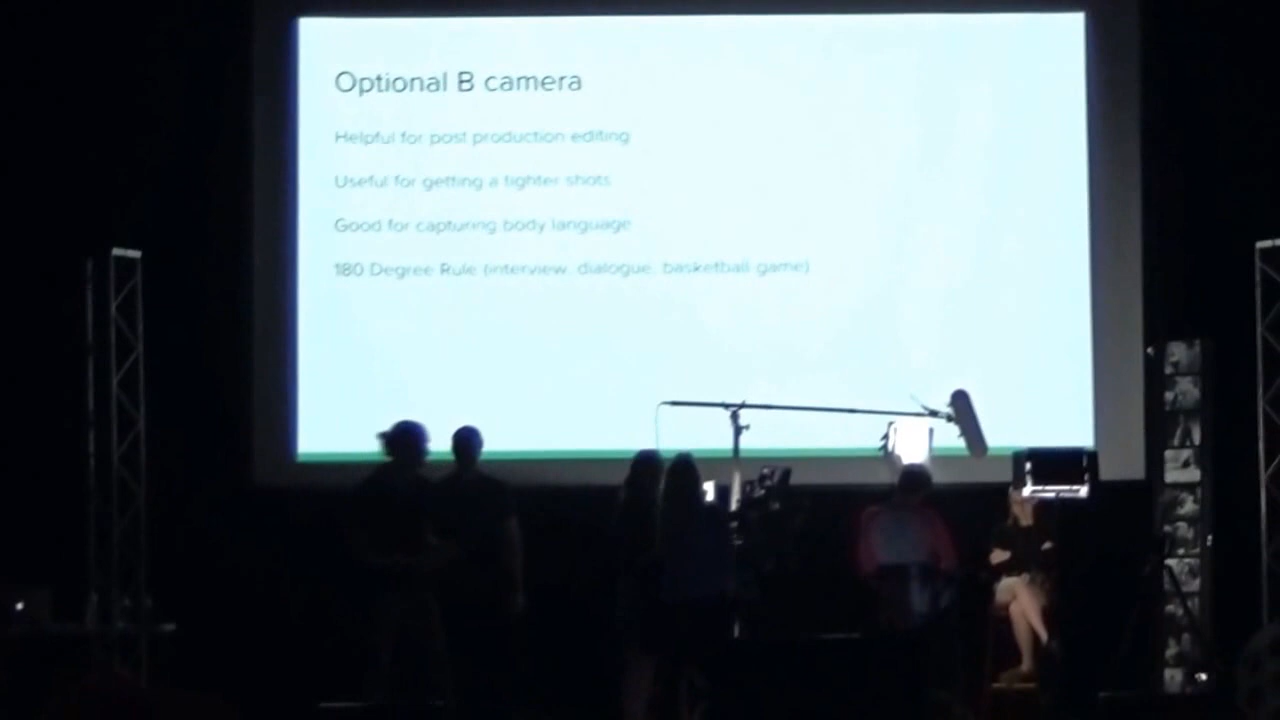 Optional B camera
Helpful for post production editing
Useful for getting a tighter shots
Good for capturing body language
180 Degree Rule (interview, dialogue, basketball game)